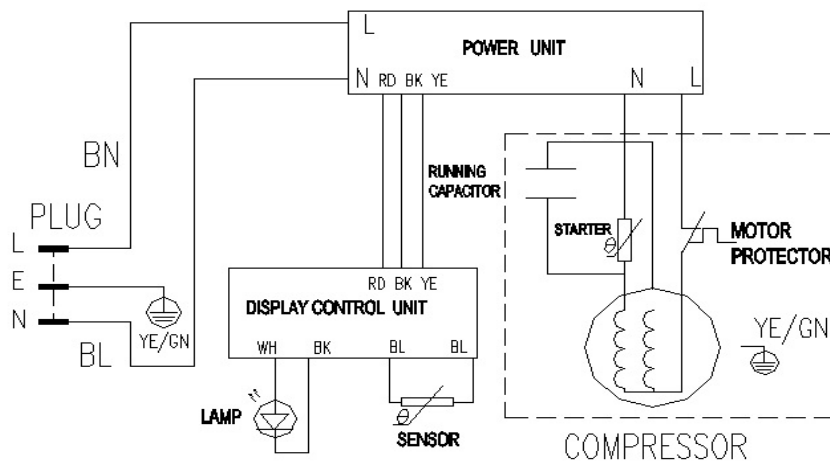 L
POWER UNIT
N RD BK YE
N L
BN
RUNNING
CAPACITOR
PLUG
L
STARTER
θ
MOTOR
PROTECTOR
E
RD BK YE
DISPLAY CONTROL UNIT
N
YE/GN
YE/GN
BL
WH BK BL BL
LAMP
θ
SENSOR
COMPRESSOR